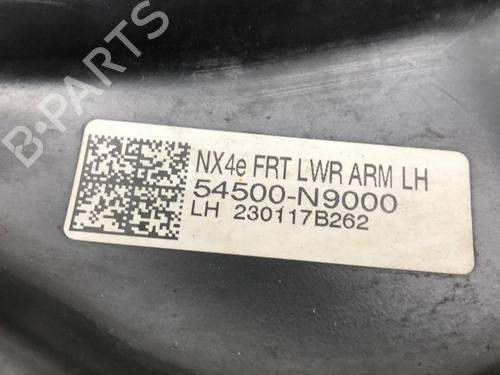 NX4e FRT LWR ARM LH
54500-N9000
LH 230117B262
B-PARTS